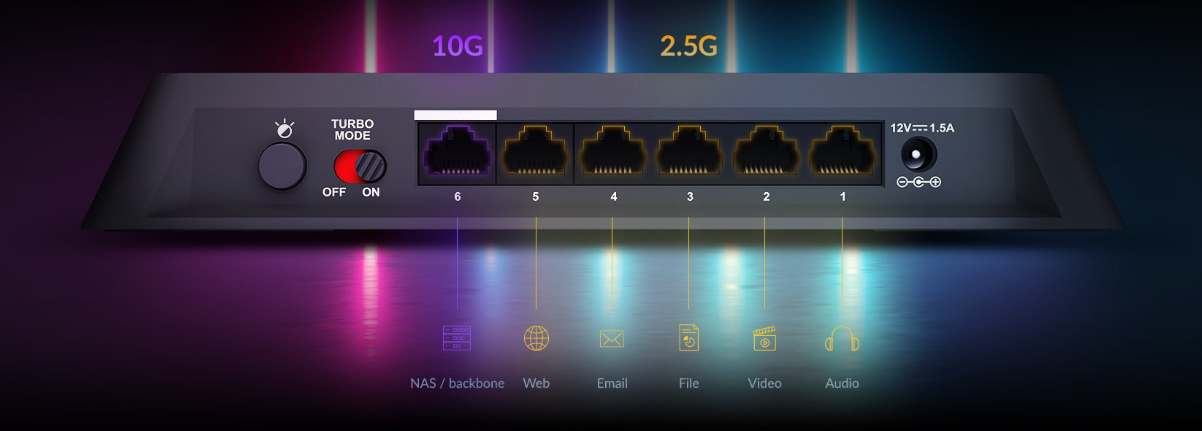 10G
2.5G
TURBO
MODE
OFF ON
12V⎓1.5A
6 5 4 3 2 1
NAS / backbone Web Email File Video Audio